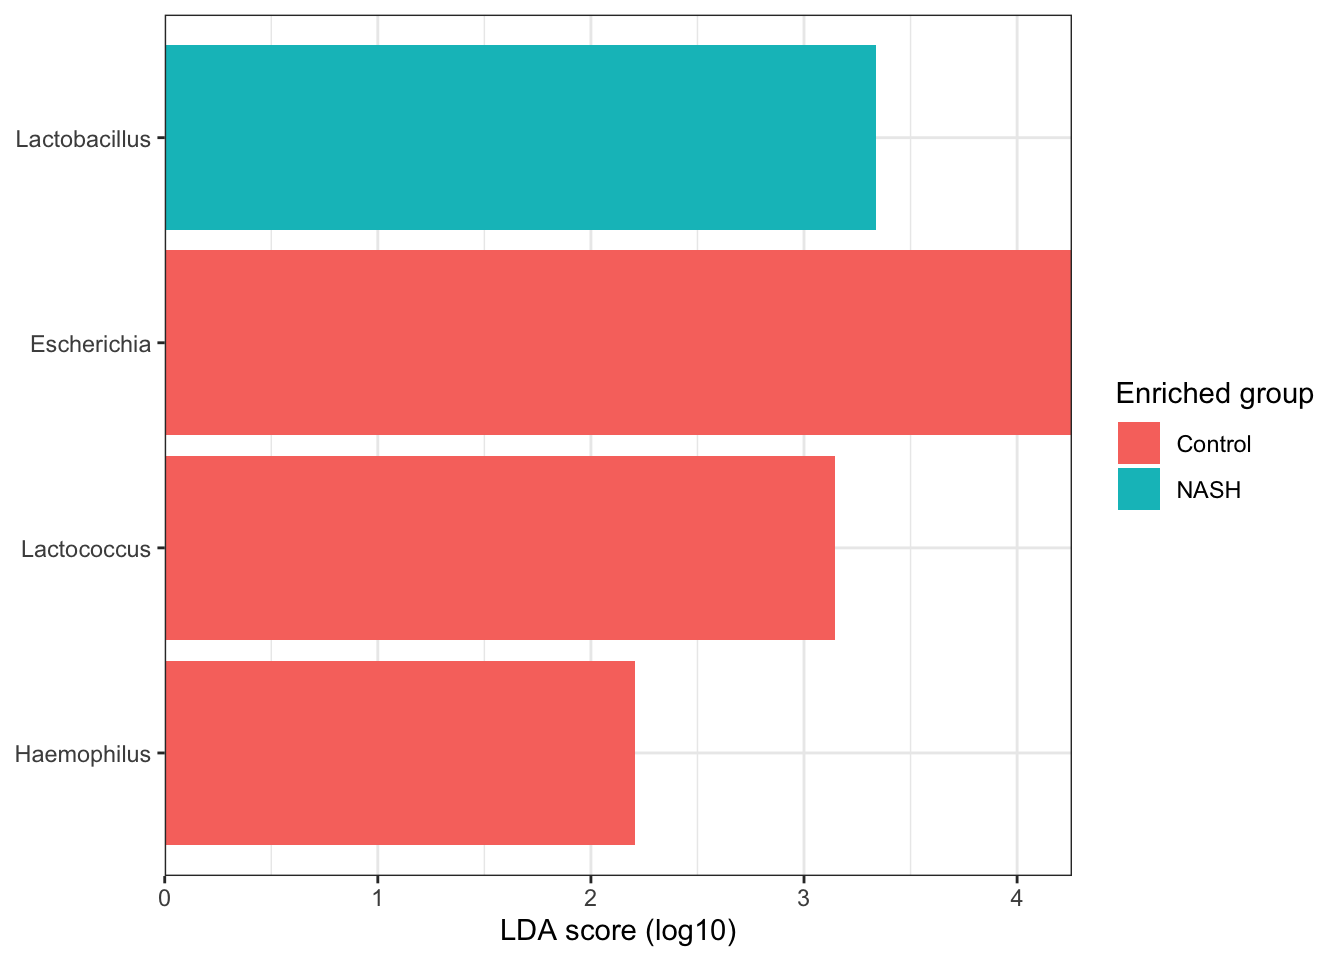 Lactobacillus
Escherichia
Lactococcus
Haemophilus
0 1 2 3 4
LDA score (log10)
Enriched group
Control
NASH